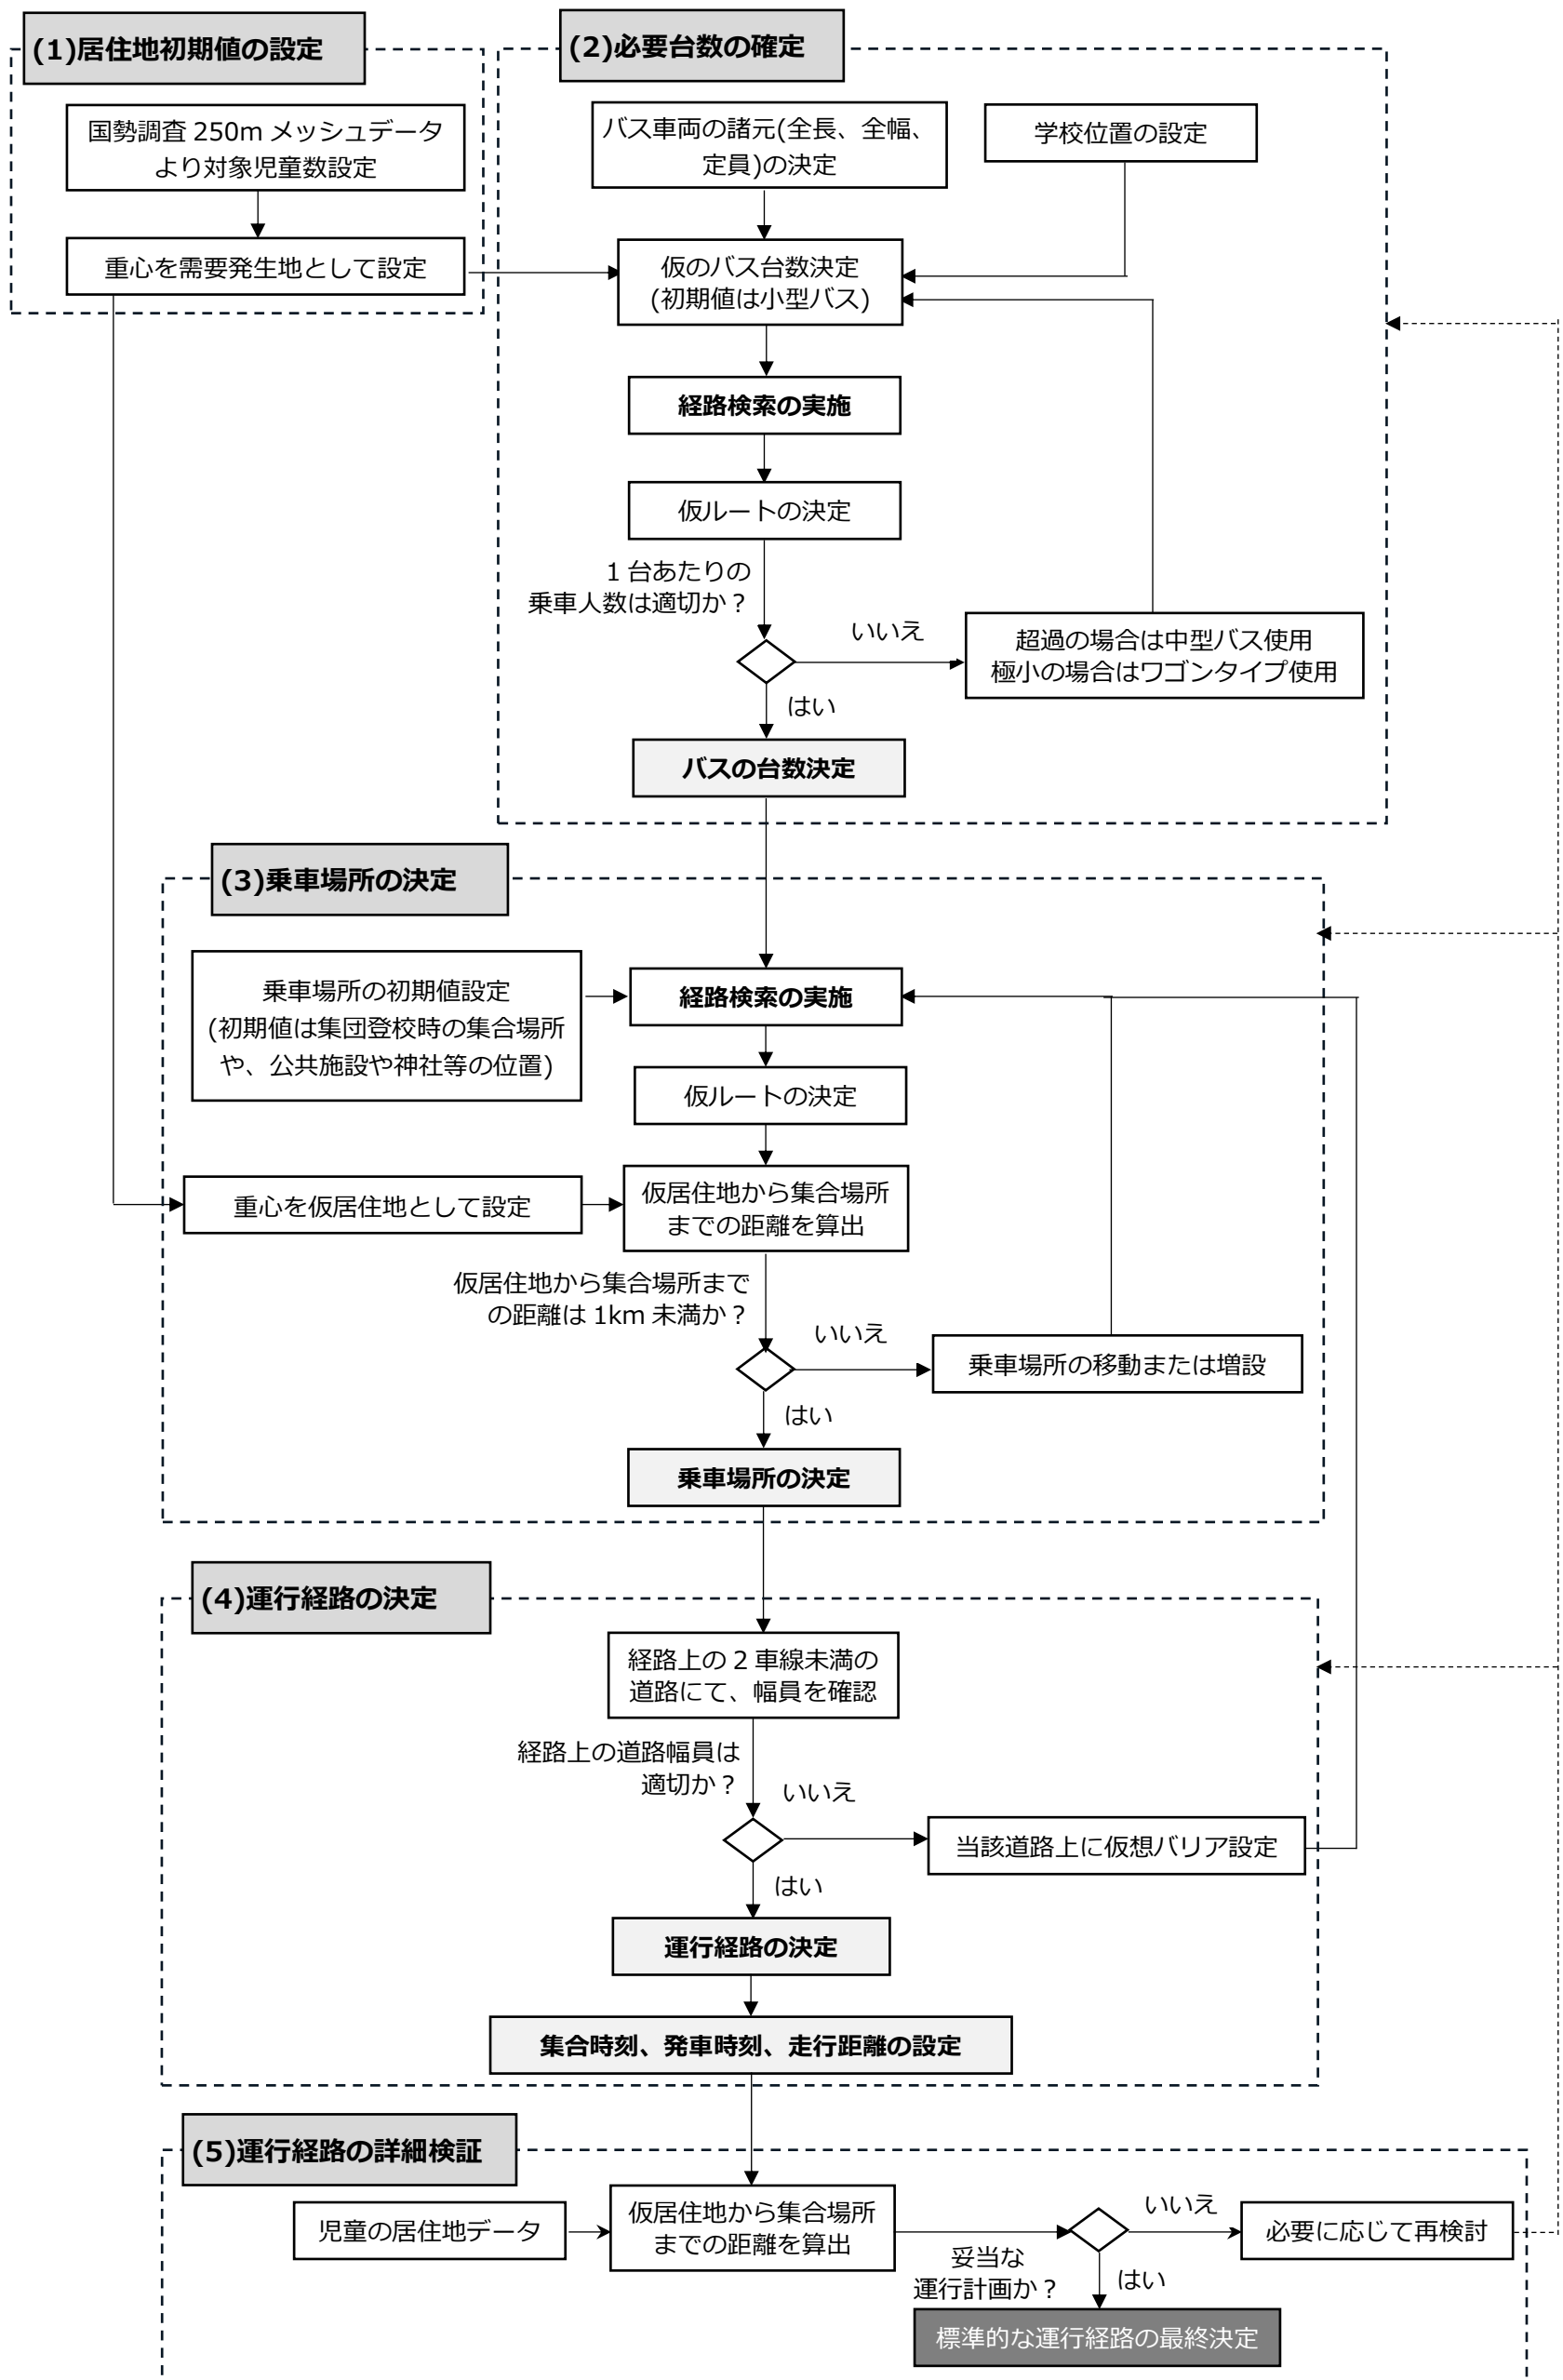 (1)居住地初期値の設定
国勢調査 250m メッシュデータ
より対象児童数設定
重心を需要発生地として設定
(2)必要台数の確定
バス車両の諸元(全長、全幅、
定員)の決定
学校位置の設定
仮のバス台数決定
(初期値は小型バス)
経路検索の実施
仮ルートの決定
1 台あたりの
乗車人数は適切か？
いいえ
超過の場合は中型バス使用
極小の場合はワゴンタイプ使用
はい
バスの台数決定
(3)乗車場所の決定
乗車場所の初期値設定
(初期値は集団登校時の集合場所
や、公共施設や神社等の位置)
経路検索の実施
仮ルートの決定
重心を仮居住地として設定
仮居住地から集合場所
までの距離を算出
仮居住地から集合場所まで
の距離は 1km 未満か？
いいえ
乗車場所の移動または増設
はい
乗車場所の決定
(4)運行経路の決定
経路上の 2 車線未満の
道路にて、幅員を確認
経路上の道路幅員は
適切か？
いいえ
当該道路上に仮想バリア設定
はい
運行経路の決定
集合時刻、発車時刻、走行距離の設定
(5)運行経路の詳細検証
児童の居住地データ
仮居住地から集合場所
までの距離を算出
妥当な
運行計画か？
いいえ
必要に応じて再検討
はい
標準的な運行経路の最終決定